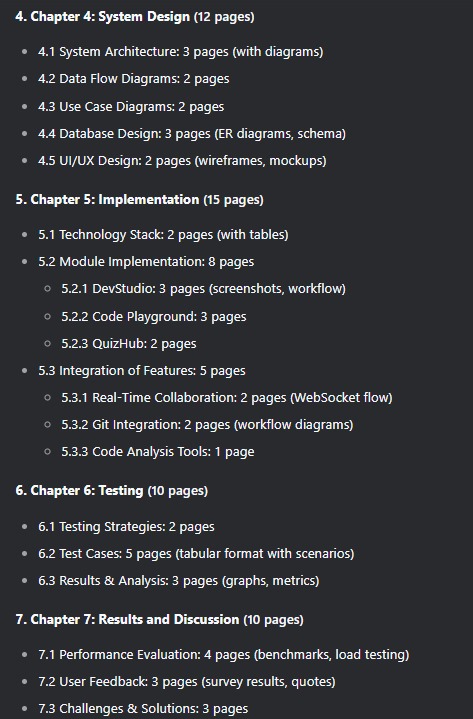 4. Chapter 4: System Design (12 pages)
4.1 System Architecture: 3 pages (with diagrams)
4.2 Data Flow Diagrams: 2 pages
4.3 Use Case Diagrams: 2 pages
4.4 Database Design: 3 pages (ER diagrams, schema)
4.5 UI/UX Design: 2 pages (wireframes, mockups)
5. Chapter 5: Implementation (15 pages)
5.1 Technology Stack: 2 pages (with tables)
5.2 Module Implementation: 8 pages
5.2.1 DevStudio: 3 pages (screenshots, workflow)
5.2.2 Code Playground: 3 pages
5.2.3 QuizHub: 2 pages
5.3 Integration of Features: 5 pages
5.3.1 Real-Time Collaboration: 2 pages (WebSocket flow)
5.3.2 Git Integration: 2 pages (workflow diagrams)
5.3.3 Code Analysis Tools: 1 page
6. Chapter 6: Testing (10 pages)
6.1 Testing Strategies: 2 pages
6.2 Test Cases: 5 pages (tabular format with scenarios)
6.3 Results & Analysis: 3 pages (graphs, metrics)
7. Chapter 7: Results and Discussion (10 pages)
7.1 Performance Evaluation: 4 pages (benchmarks, load testing)
7.2 User Feedback: 3 pages (survey results, quotes)
7.3 Challenges & Solutions: 3 pages